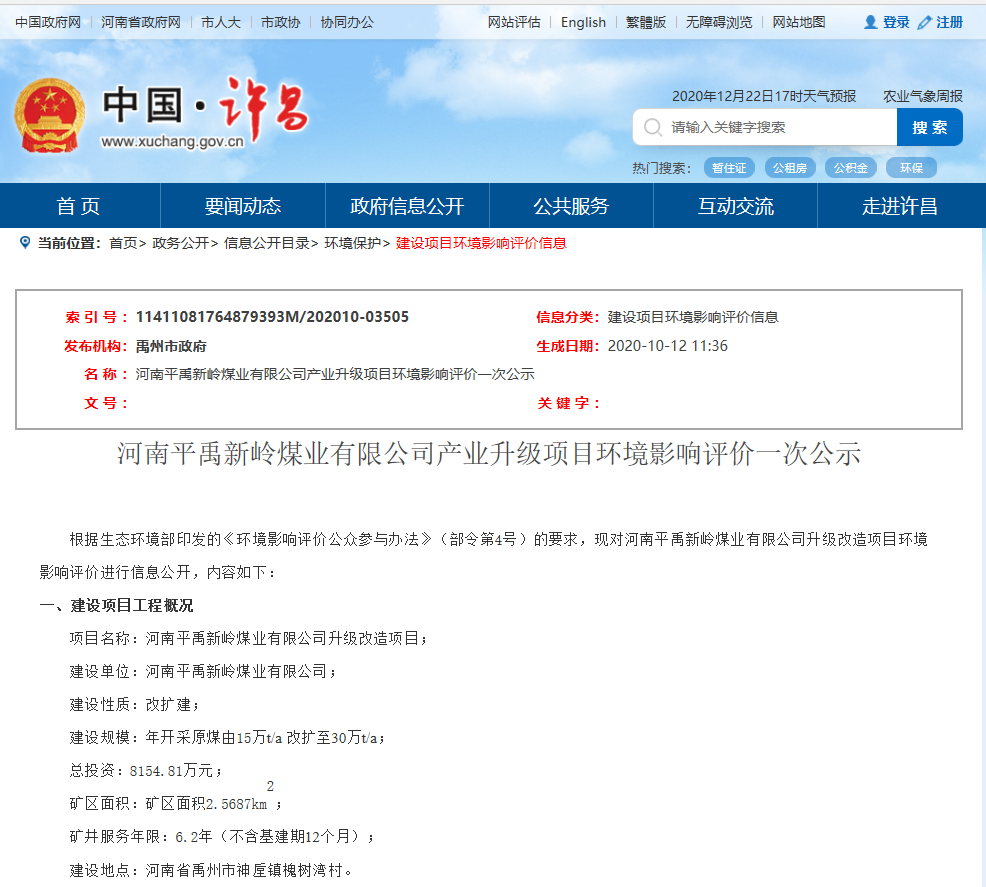 中国政府网 河南省政府网 市人大 市政协 协同办公 网站评估 English 繁體版 无障碍浏览 网站地图 登录 注册
中国·许昌
www.xuchang.gov.cn
2020年12月22日17时天气预报 农业气象周报
请输入关键字搜索 搜 索
热门搜索: 暂住证 公租房 公积金 环保
首 页 要闻动态 政府信息公开 公共服务 互动交流 走进许昌
当前位置：首页> 政务公开> 信息公开目录> 环境保护> 建设项目环境影响评价信息
索 引 号： 11411081764879393M/202010-03505 信息分类: 建设项目环境影响评价信息
发布机构: 禹州市政府 生成日期: 2020-10-12 11:36
名 称： 河南平禹新岭煤业有限公司产业升级项目环境影响评价一次公示
文 号： 关 键 字：
河南平禹新岭煤业有限公司产业升级项目环境影响评价一次公示
根据生态环境部印发的《环境影响评价公众参与办法》（部令第4号）的要求，现对河南平禹新岭煤业有限公司升级改造项目环境
影响评价进行信息公开，内容如下：
一、建设项目工程概况
项目名称：河南平禹新岭煤业有限公司升级改造项目；
建设单位：河南平禹新岭煤业有限公司；
建设性质：改扩建；
建设规模：年开采原煤由15万t/a 改扩至30万t/a；
总投资：8154.81万元；
矿区面积：矿区面积2.5687km2；
矿井服务年限：6.2年（不含基建期12个月）；
建设地点：河南省禹州市神垕镇槐树湾村。